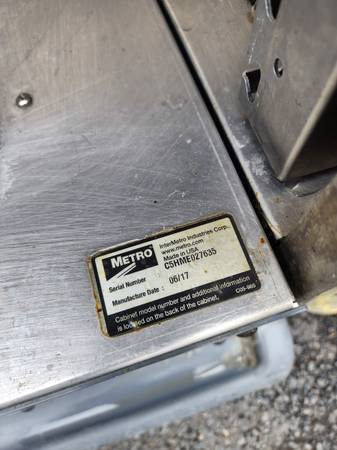 METRO
InterMetro Industries Corp.
www.metro.com
Made in USA
Serial Number
C5HME027635
Manufacture Date :
06/17
Cabinet model number and additional information
is located on the back of the cabinet.